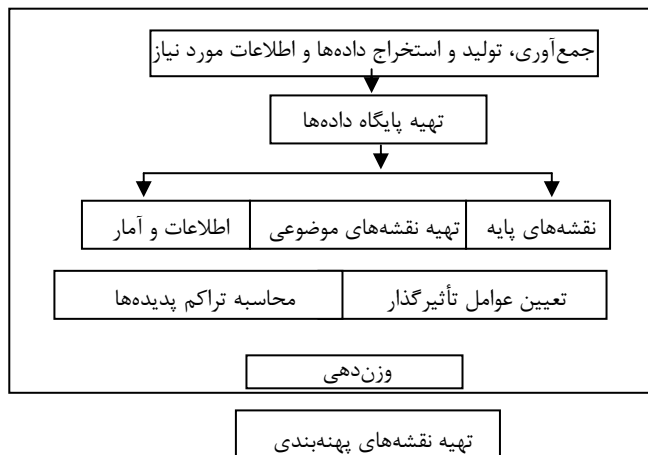 جمع‌آوری، تولید و استخراج داده‌ها و اطلاعات مورد نیاز
تهیه پایگاه داده‌ها
نقشه‌های پایه
تهیه نقشه‌های موضوعی
اطلاعات و آمار
تعیین عوامل تأثیرگذار
محاسبه تراکم پدیده‌ها
وزن‌دهی
تهیه نقشه‌های پهنه‌بندی